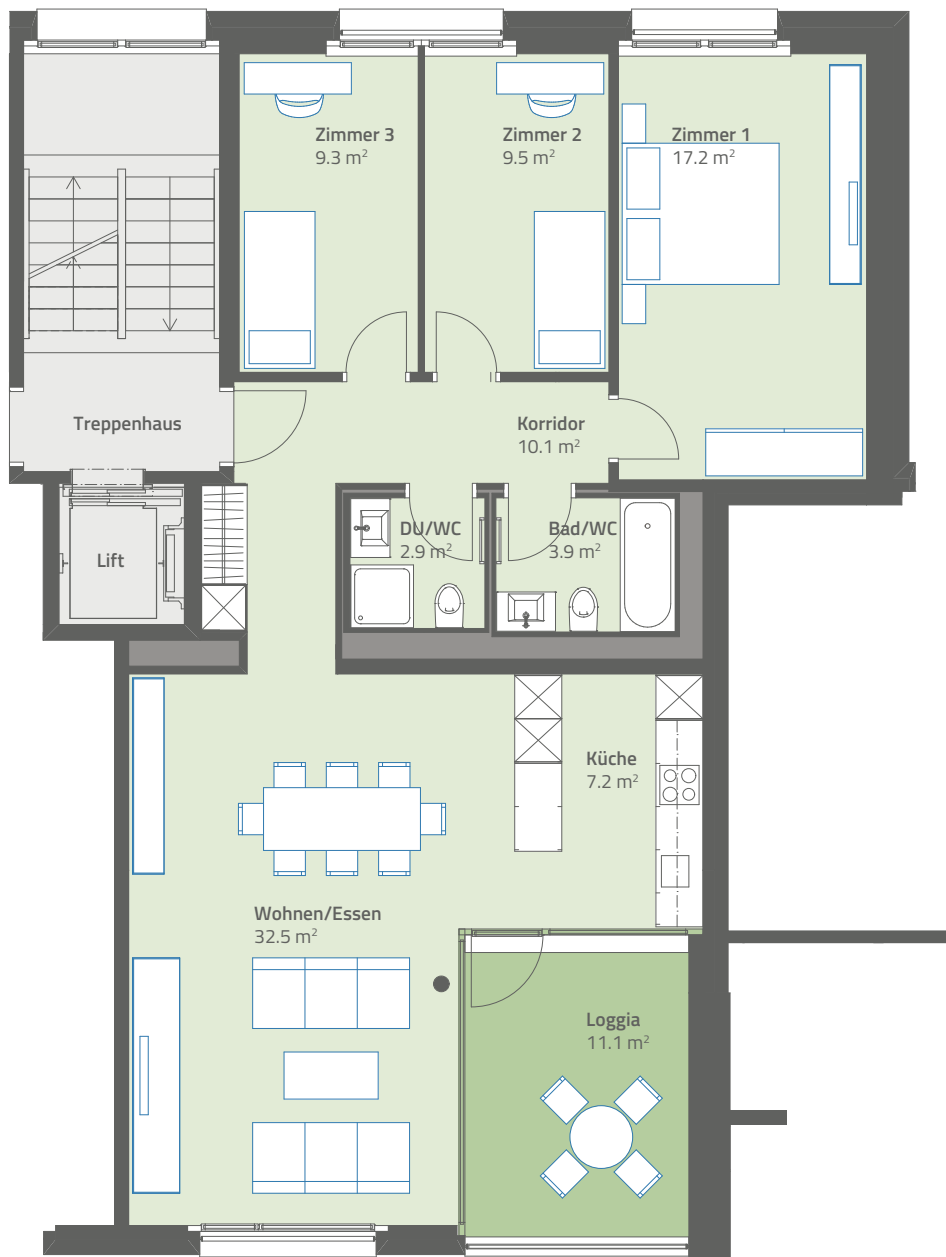 Zimmer 3
9.3 m²
Zimmer 2
9.5 m²
Zimmer 1
17.2 m²
Treppenhaus
Korridor
10.1 m²
Lift
DU/WC
2.9 m²
Bad/WC
3.9 m²
Küche
7.2 m²
Wohnen/Essen
32.5 m²
Loggia
11.1 m²